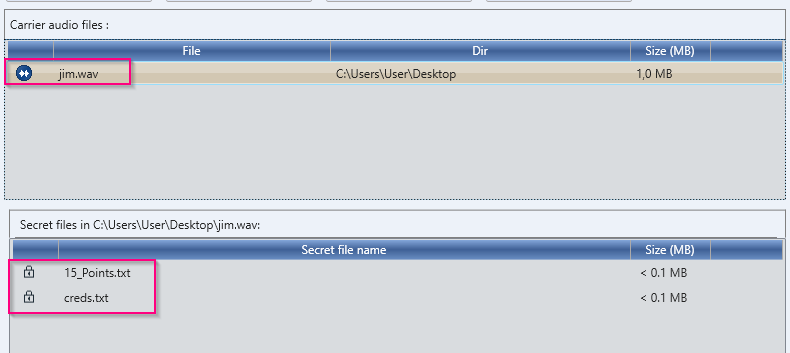 Carrier audio files :
File Dir Size (MB)
jim.wav C:\Users\User\Desktop 1,0 MB
Secret files in C:\Users\User\Desktop\jim.wav:
Secret file name Size (MB)
15_Points.txt < 0.1 MB
creds.txt < 0.1 MB